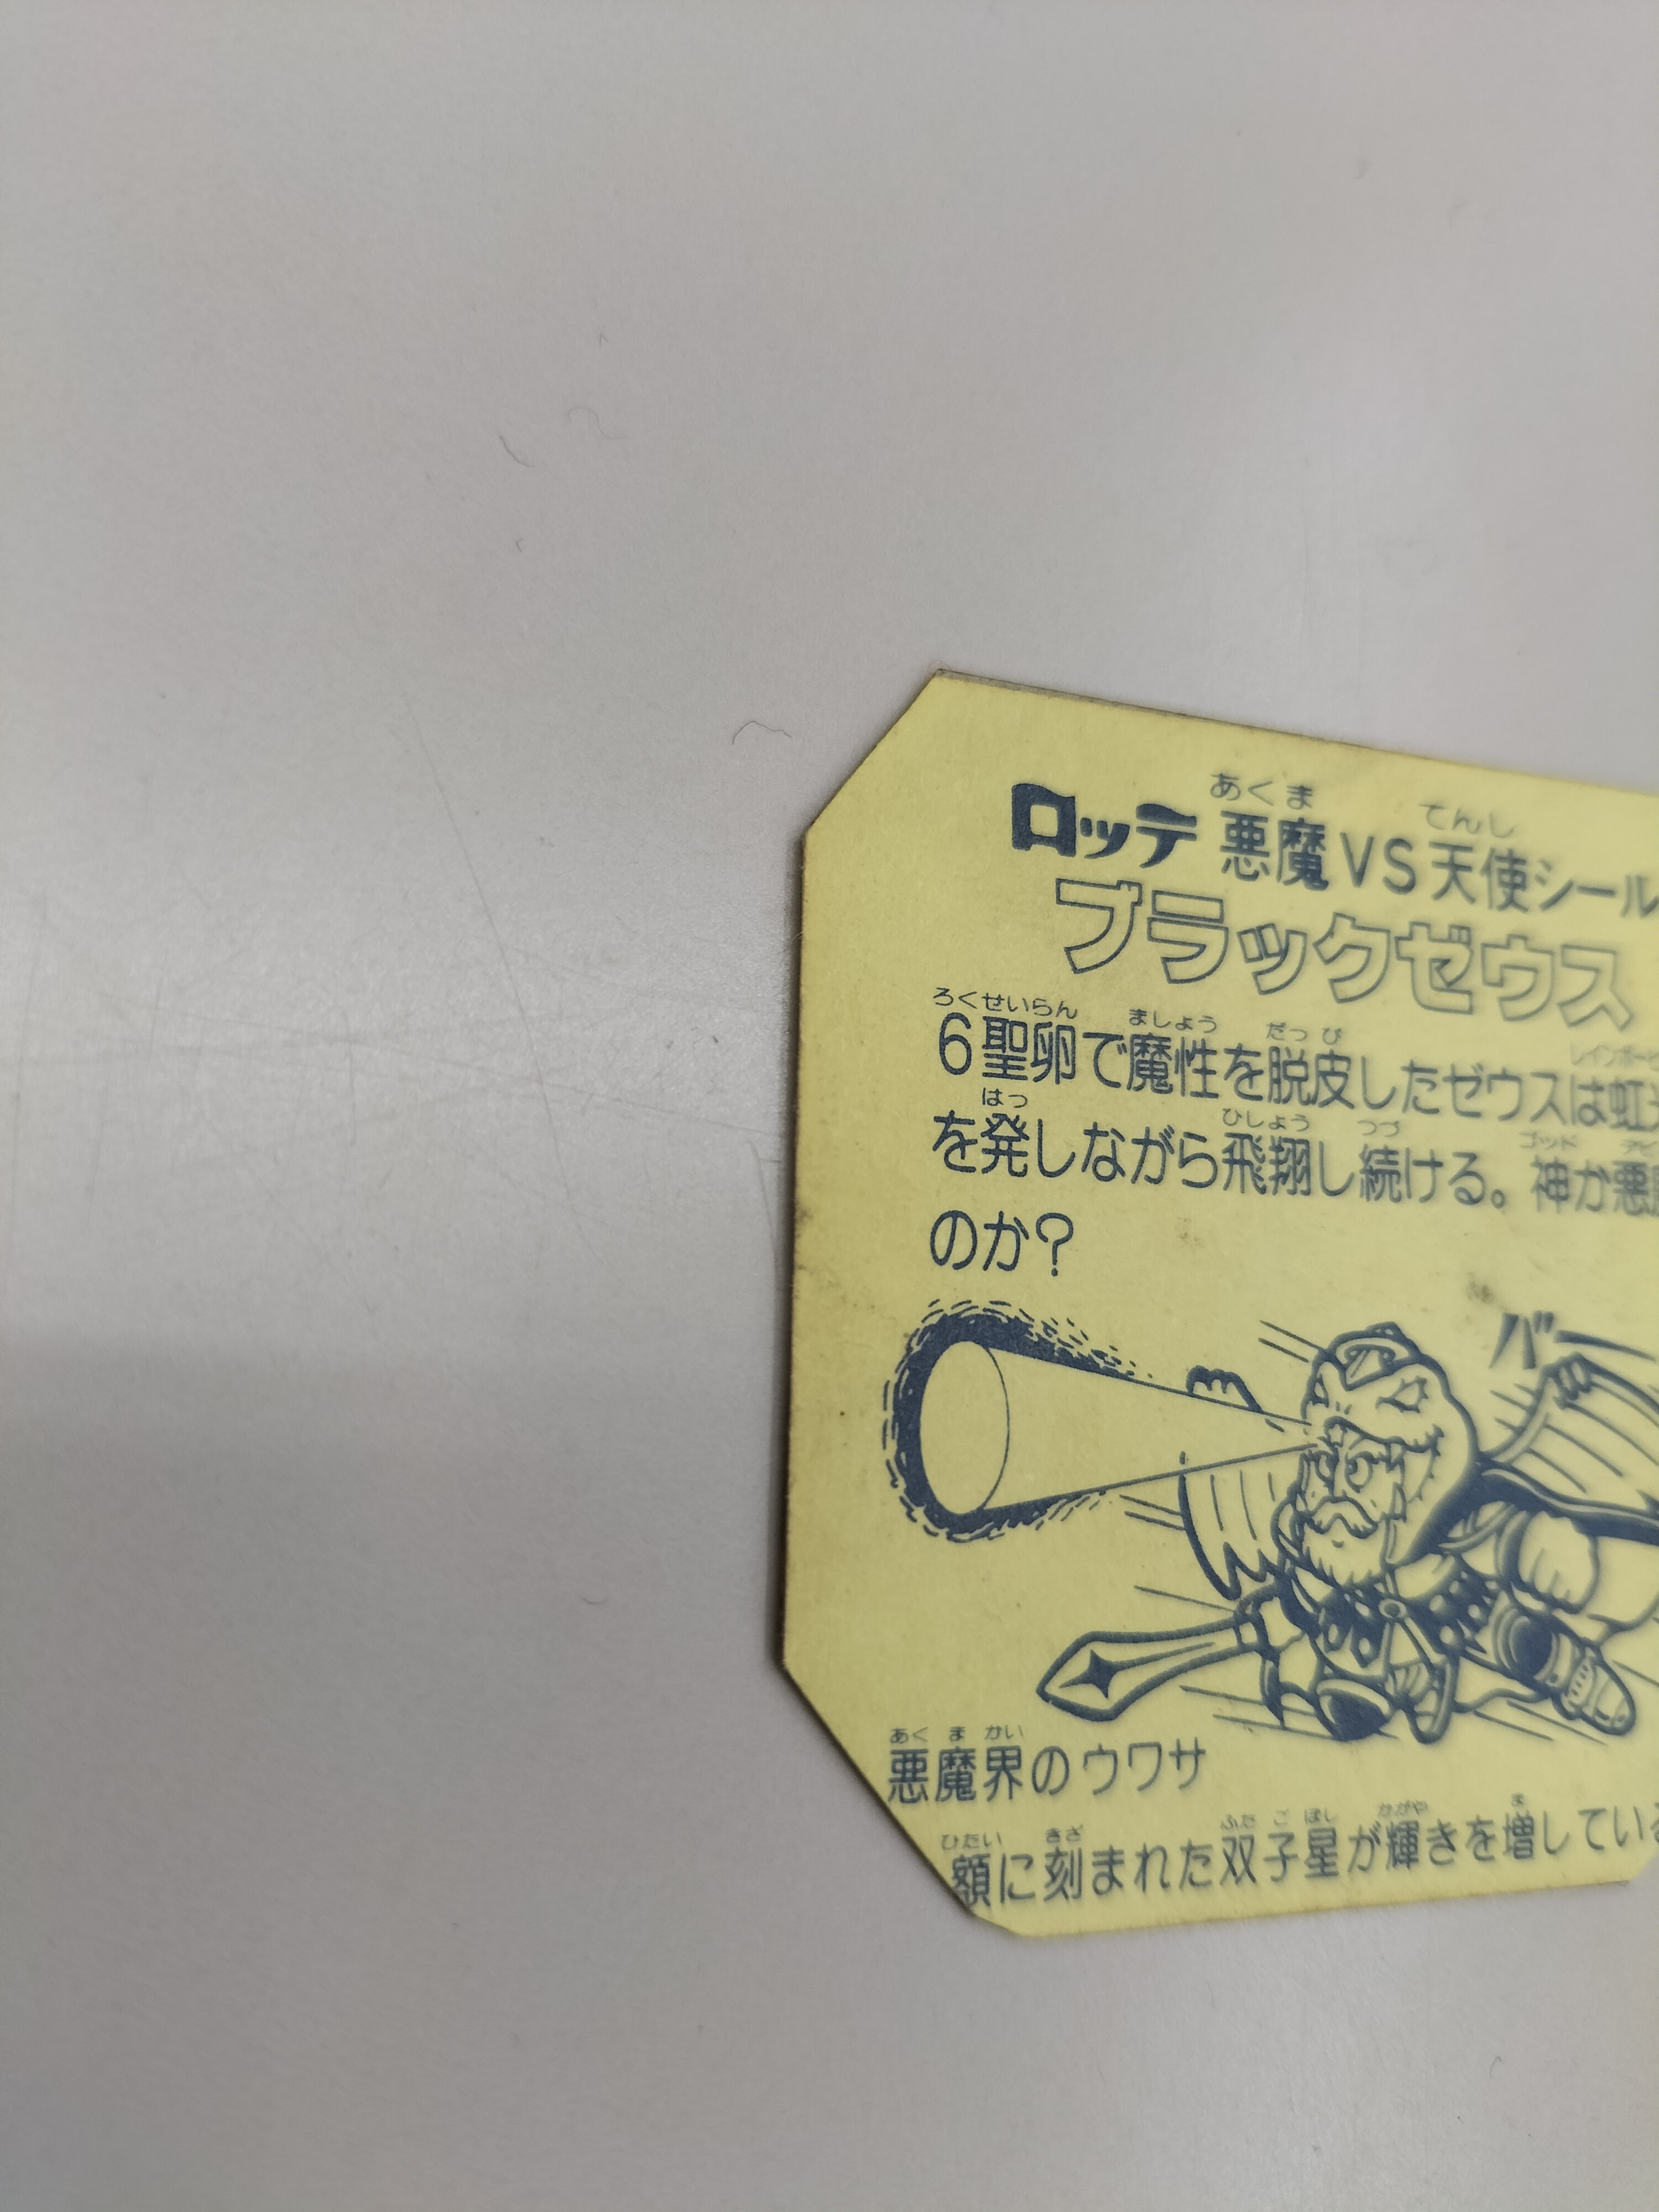 ロッテ 悪魔VS天使シール
ブラックゼウス
6聖卵で魔性を脱皮したゼウスは虹
を発しながら飛翔し続ける。神か悪
のか?
バ
悪魔界のウワサ
額に刻まれた双子星が輝きを増している